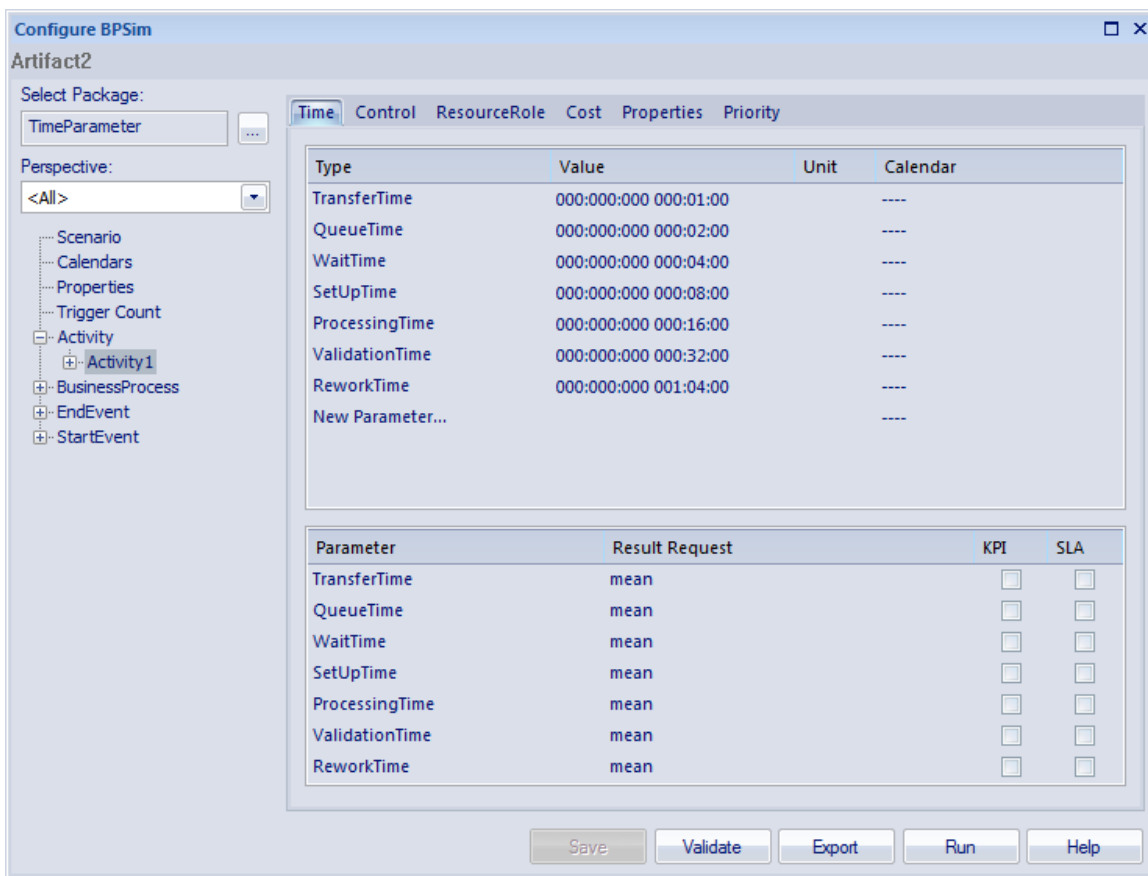 Configure BPSim
Artifact2
Select Package:
TimeParameter
...
Perspective:
<All>
Scenario
Calendars
Properties
Trigger Count
Activity
Activity1
BusinessProcess
EndEvent
StartEvent
Time Control ResourceRole Cost Properties Priority
Type Value Unit Calendar
TransferTime 000:000:000 000:01:00 ----
QueueTime 000:000:000 000:02:00 ----
WaitTime 000:000:000 000:04:00 ----
SetUpTime 000:000:000 000:08:00 ----
ProcessingTime 000:000:000 000:16:00 ----
ValidationTime 000:000:000 000:32:00 ----
ReworkTime 000:000:000 001:04:00 ----
New Parameter... ----
Parameter Result Request KPI SLA
TransferTime mean
QueueTime mean
WaitTime mean
SetUpTime mean
ProcessingTime mean
ValidationTime mean
ReworkTime mean
Save Validate Export Run Help